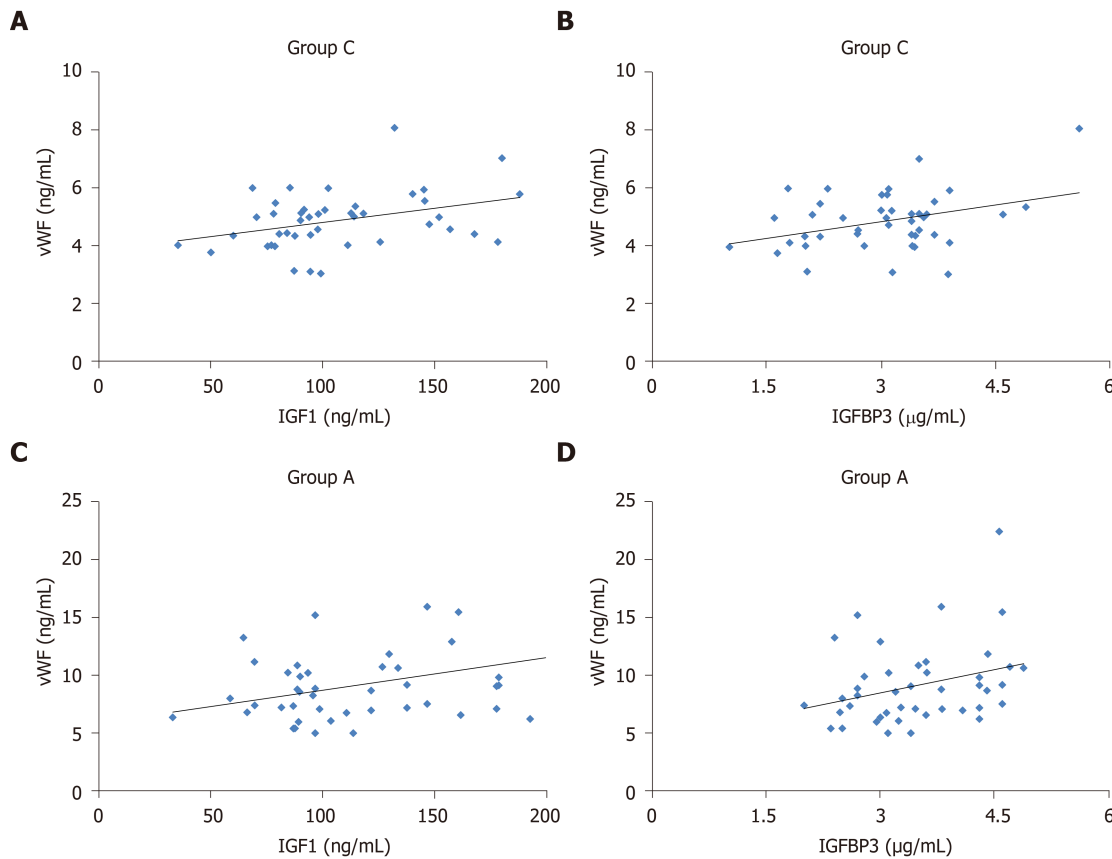 A
Group C
vWF (ng/mL)
10
8
6
4
2
0
0 50 100 150 200
IGF1 (ng/mL)
B
Group C
vWF (ng/mL)
10
8
6
4
2
0
0 1.5 3 4.5 6
IGFBP3 (μg/mL)
C
Group A
vWF (ng/mL)
25
20
15
10
5
0
0 50 100 150 200
IGF1 (ng/mL)
D
Group A
vWF (ng/mL)
25
20
15
10
5
0
0 1.5 3 4.5 6
IGFBP3 (µg/mL)